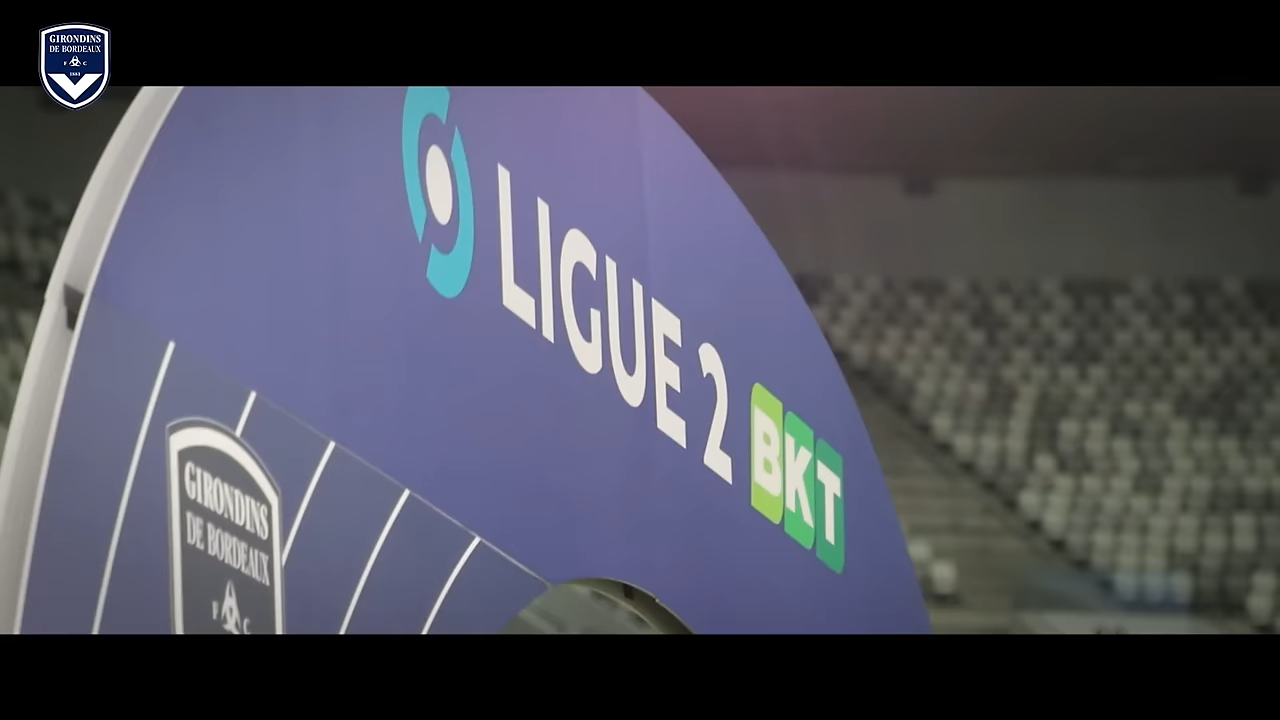 GIRONDINS
DE BORDEAUX
F C
1881
LIGUE 2
BKT
GIRONDINS
DE BORDEAUX
F C